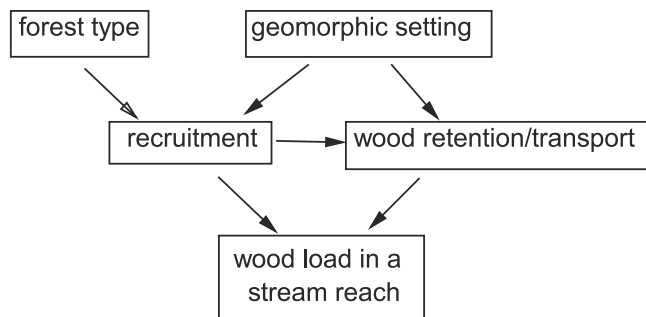 forest type
geomorphic setting
recruitment
wood retention/transport
wood load in a
stream reach